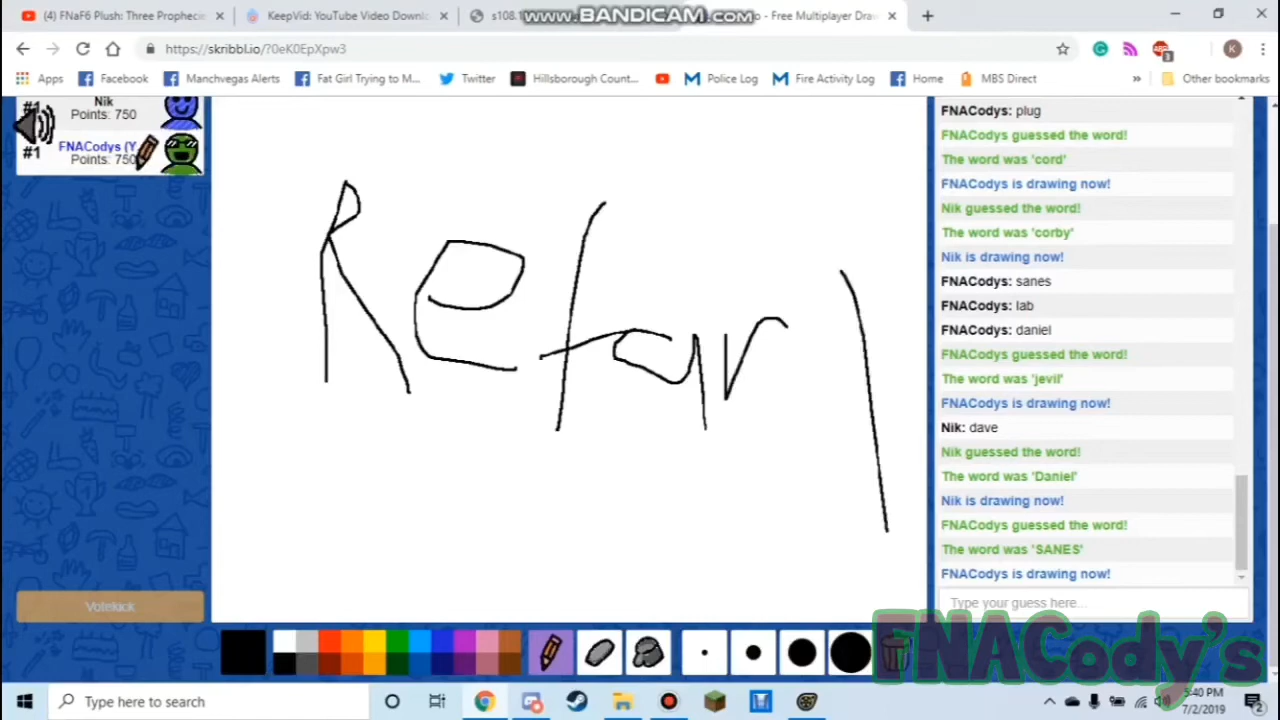 (4) FNaF6 Plush: Three Prophecie
KeepVid: YouTube Video Downlo
s108.
www.BANDICAM.com
o - Free Multiplayer Draw
https://skribbl.io/?0eK0EpXpw3
Apps
Facebook
Manchvegas Alerts
Fat Girl Trying to M...
Twitter
Hillsborough Count...
Police Log
Fire Activity Log
Home
MBS Direct
»
Other bookmarks
#1
Nik
Points: 750
#1
FNACodys (Y
Points: 750
Votekick
Retar
FNACodys: plug
FNACodys guessed the word!
The word was 'cord'
FNACodys is drawing now!
Nik guessed the word!
The word was 'corby'
Nik is drawing now!
FNACodys: sanes
FNACodys: lab
FNACodys: daniel
FNACodys guessed the word!
The word was 'jevil'
FNACodys is drawing now!
Nik: dave
Nik guessed the word!
The word was 'Daniel'
Nik is drawing now!
FNACodys guessed the word!
The word was 'SANES'
FNACodys is drawing now!
Type your guess here...
FNACody's
Type here to search
5:40 PM
7/2/2019